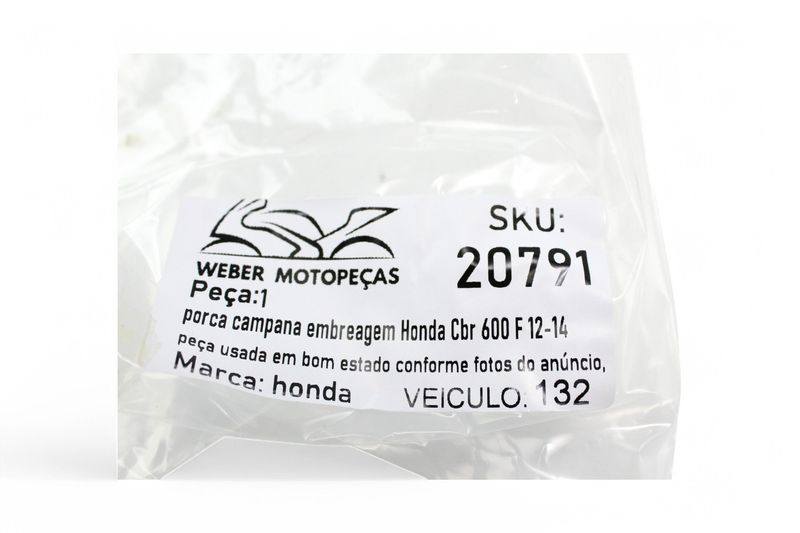 WEBER MOTOPEÇAS
SKU:
20791
Peça:1
porca campana embreagem Honda Cbr 600 F 12-14
peça usada em bom estado conforme fotos do anúncio,
Marca: honda
VEICULO: 132